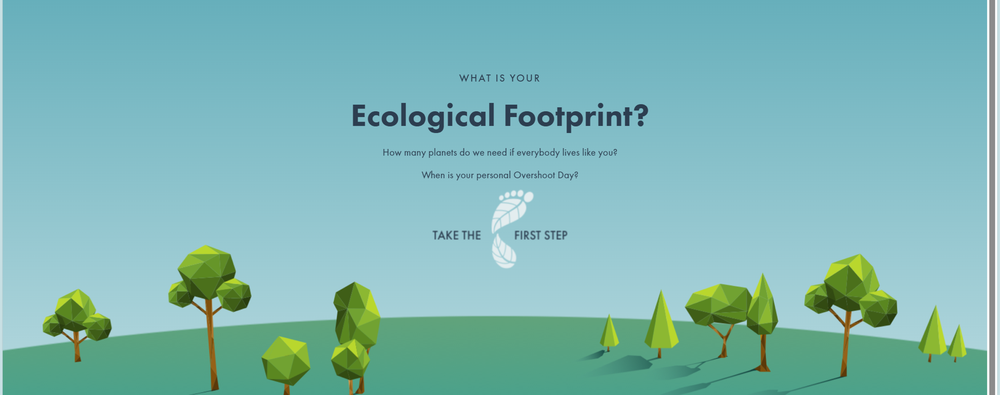 WHAT IS YOUR
Ecological Footprint?
How many planets do we need if everybody lives like you?
When is your personal Overshoot Day?
TAKE THE FIRST STEP